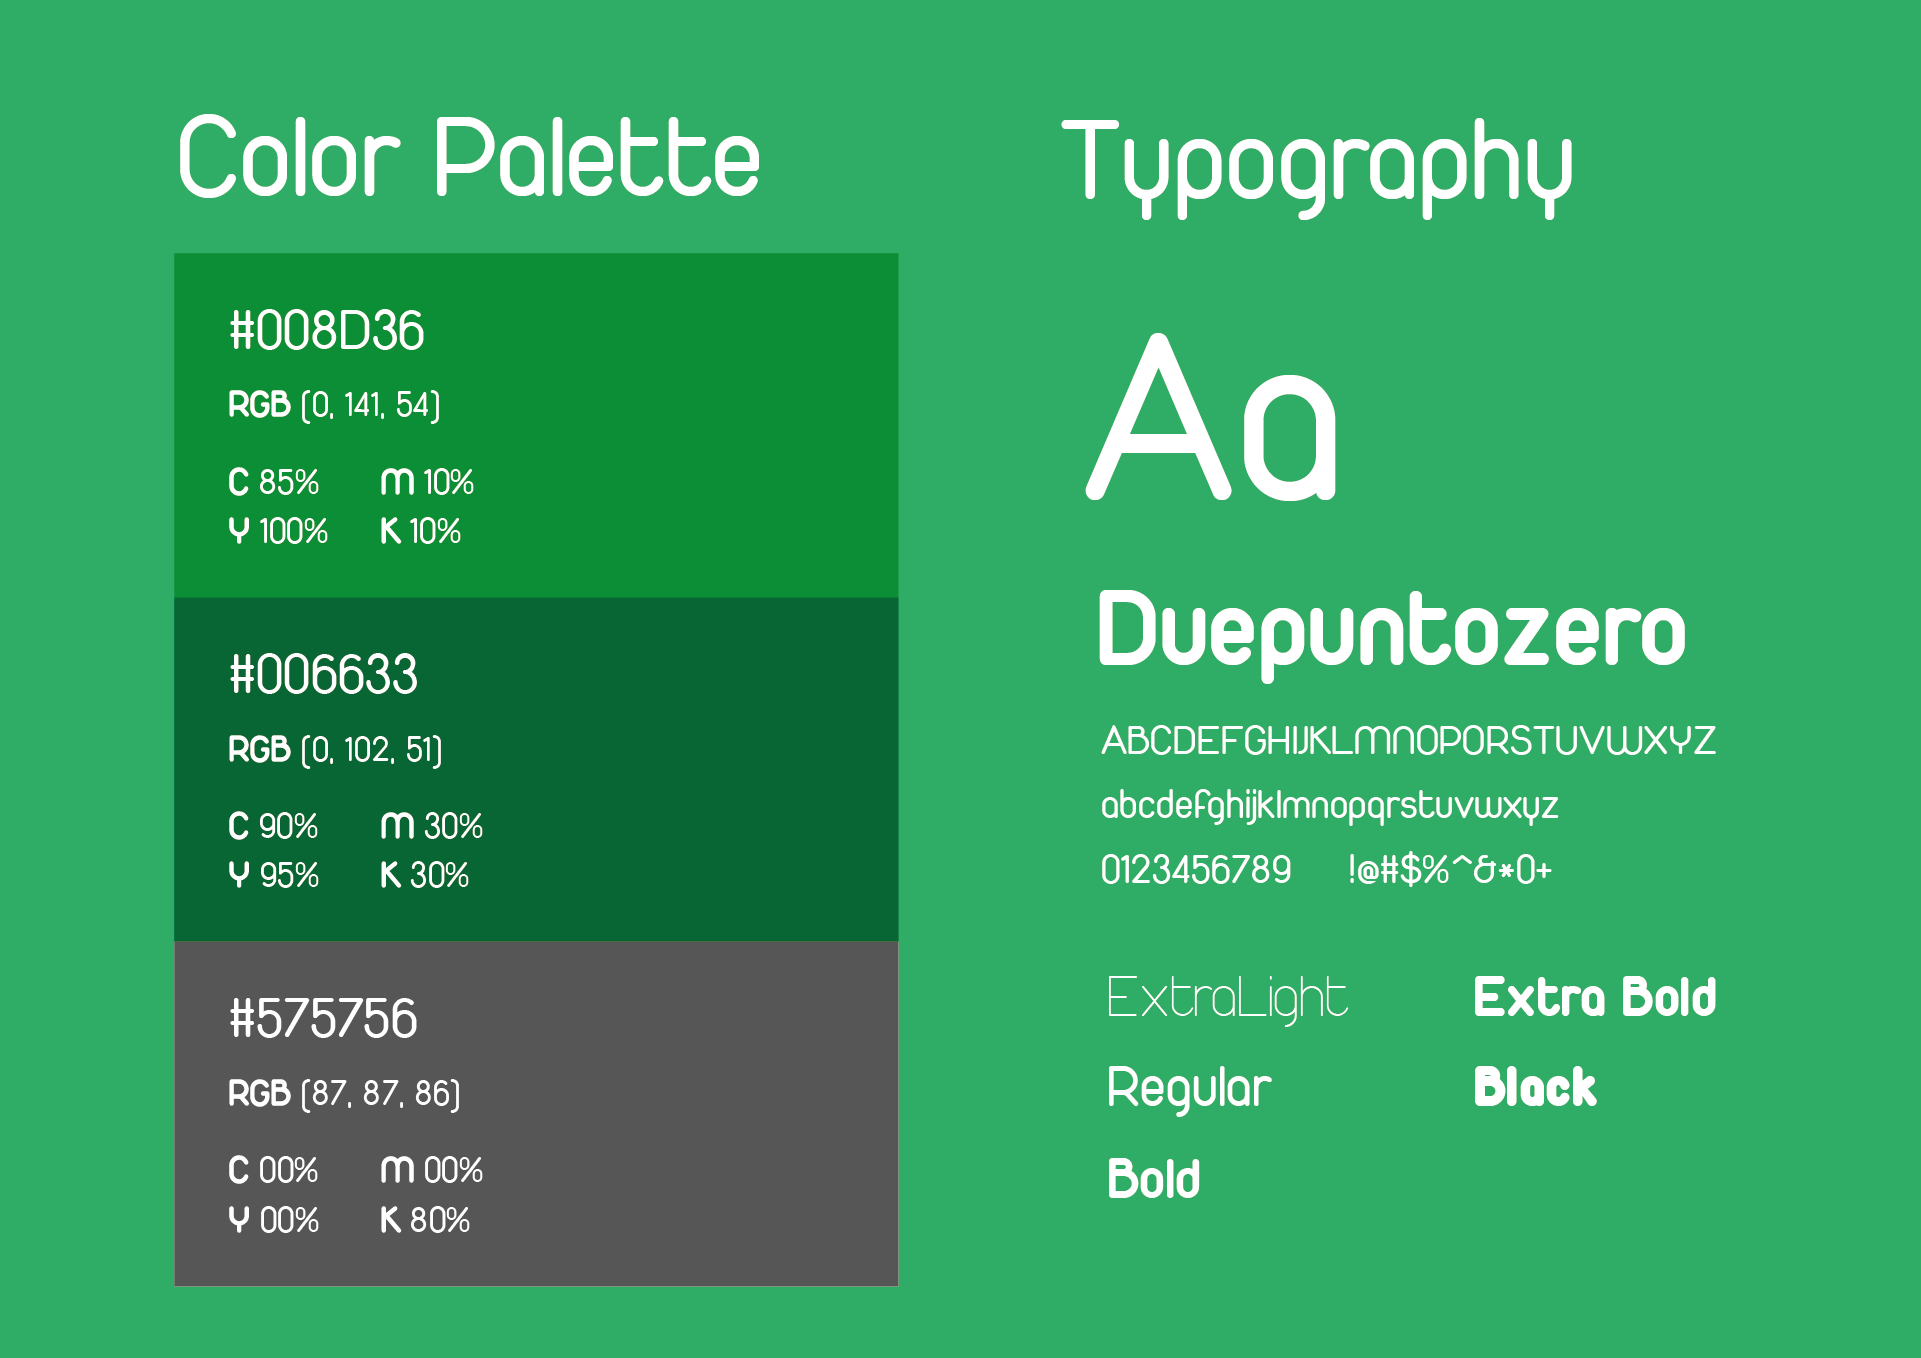 Color Palette
#008D36
RGB (0, 141, 54)
C 85% M 10%
Y 100% K 10%
#006633
RGB (0, 102, 51)
C 90% M 30%
Y 95% K 30%
#575756
RGB (87, 87, 86)
C 00% M 00%
Y 00% K 80%
Typography
Aa
Duepuntozero
ABCDEFGHIJKLMNOPQRSTUVWXYZ
abcdefghijklmnopqrstuvwxyz
0123456789 !@#$%^&*0+
ExtraLight Extra Bold
Regular Black
Bold